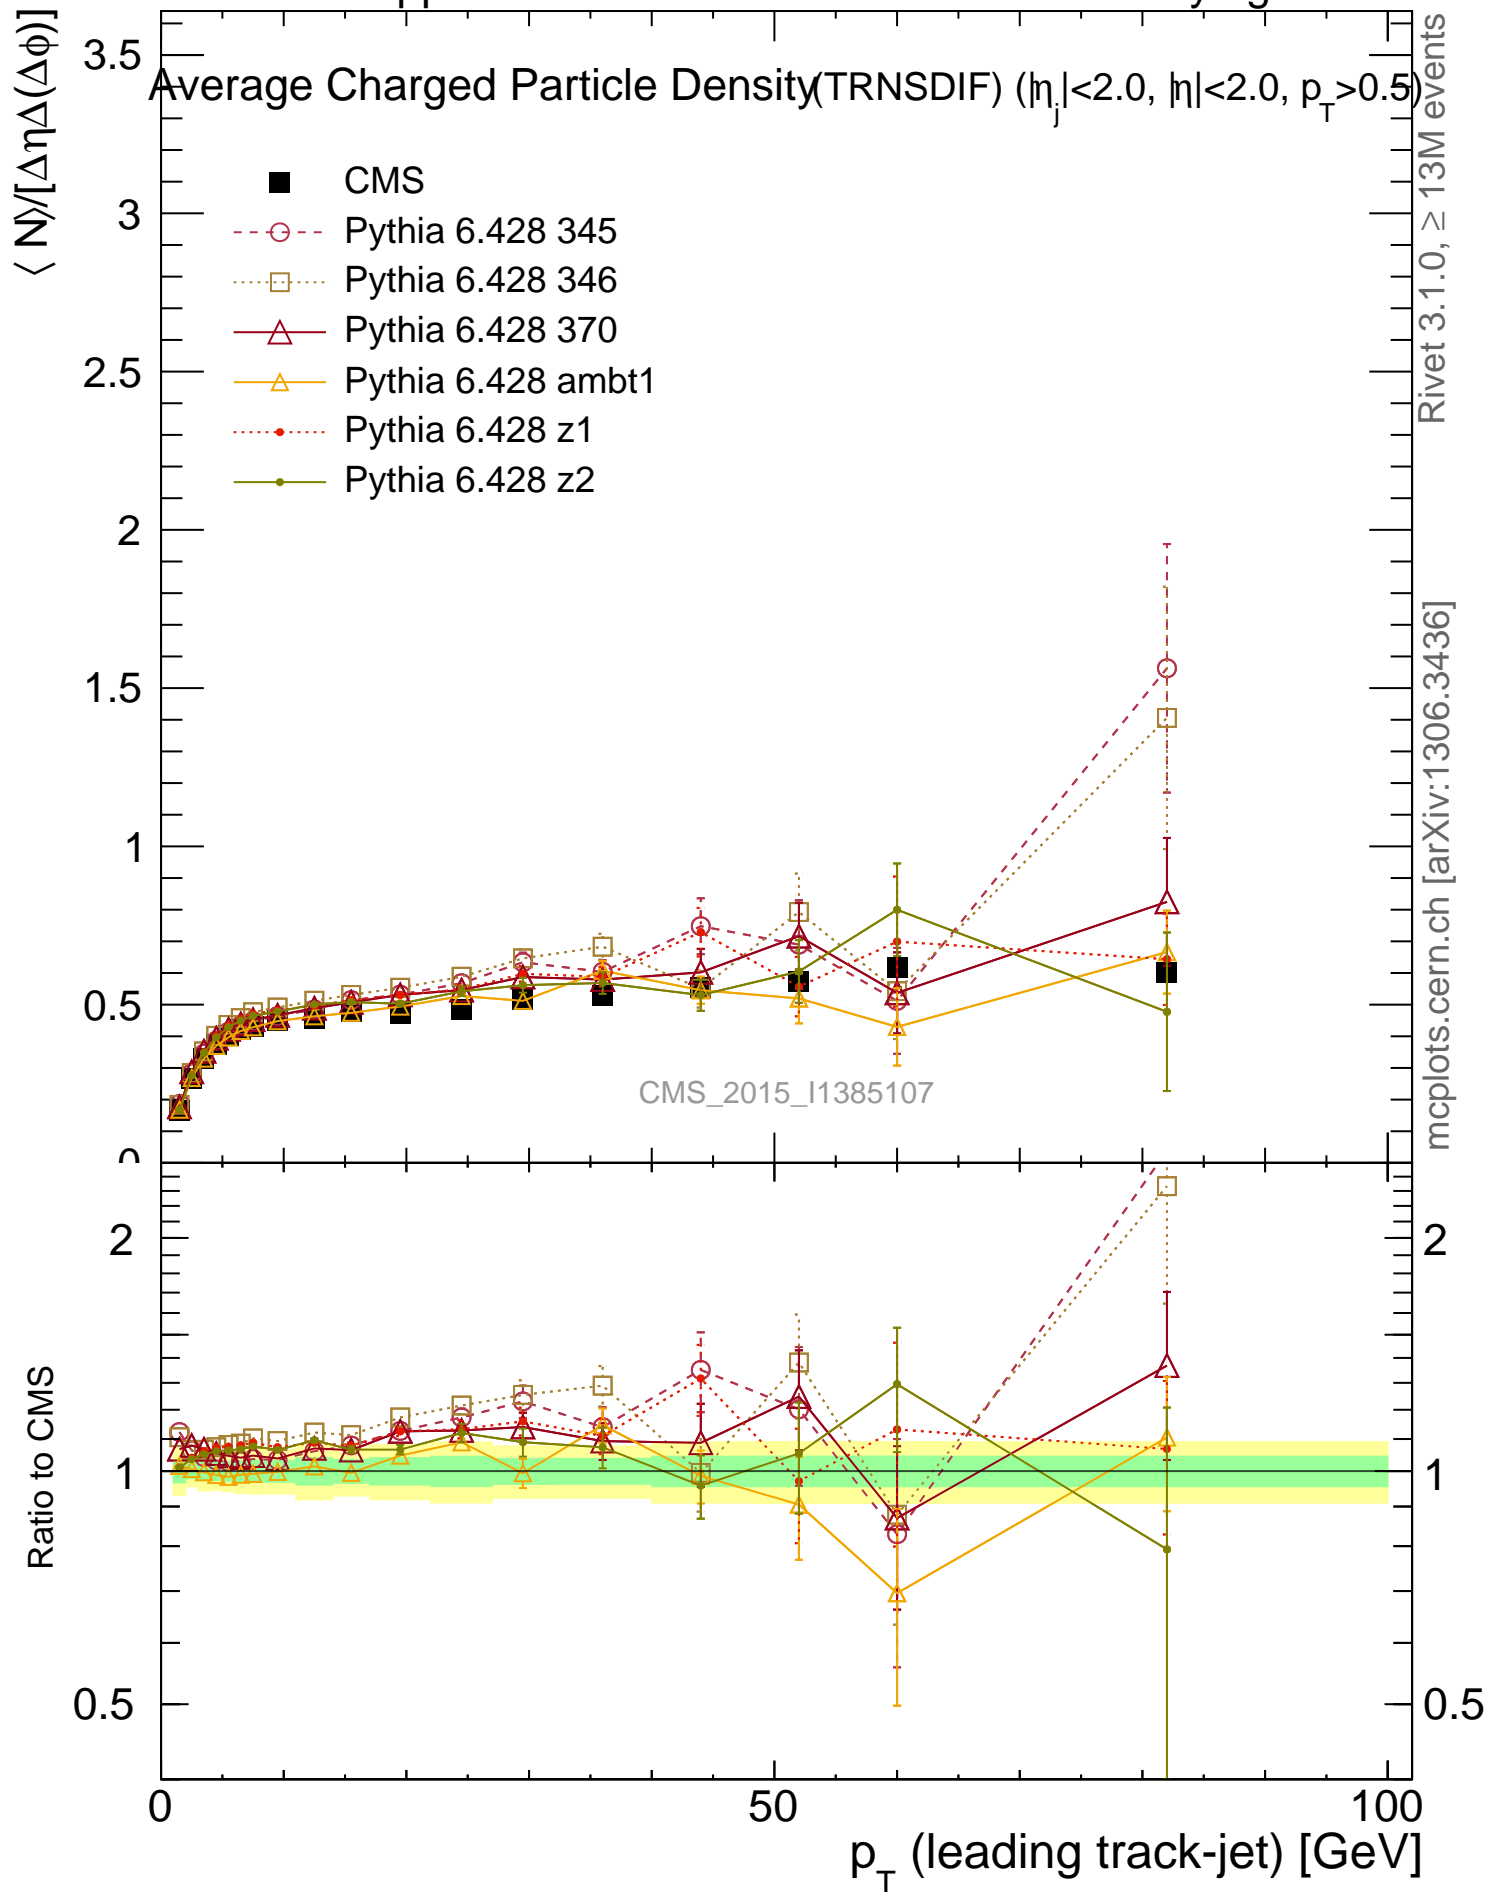 Average Charged Particle Density (TRNSDIF) (|η_j|<2.0, |η|<2.0, p_T>0.5)
⟨ N⟩/[ΔηΔ(Δφ)]
3.5
3
2.5
2
1.5
1
0.5
0
CMS
Pythia 6.428 345
Pythia 6.428 346
Pythia 6.428 370
Pythia 6.428 ambt1
Pythia 6.428 z1
Pythia 6.428 z2
CMS_2015_I1385107
Rivet 3.1.0, ≥ 13M events
mcplots.cern.ch [arXiv:1306.3436]
Ratio to CMS
2
1
0.5
2
1
0.5
0
50
100
p_T (leading track-jet) [GeV]